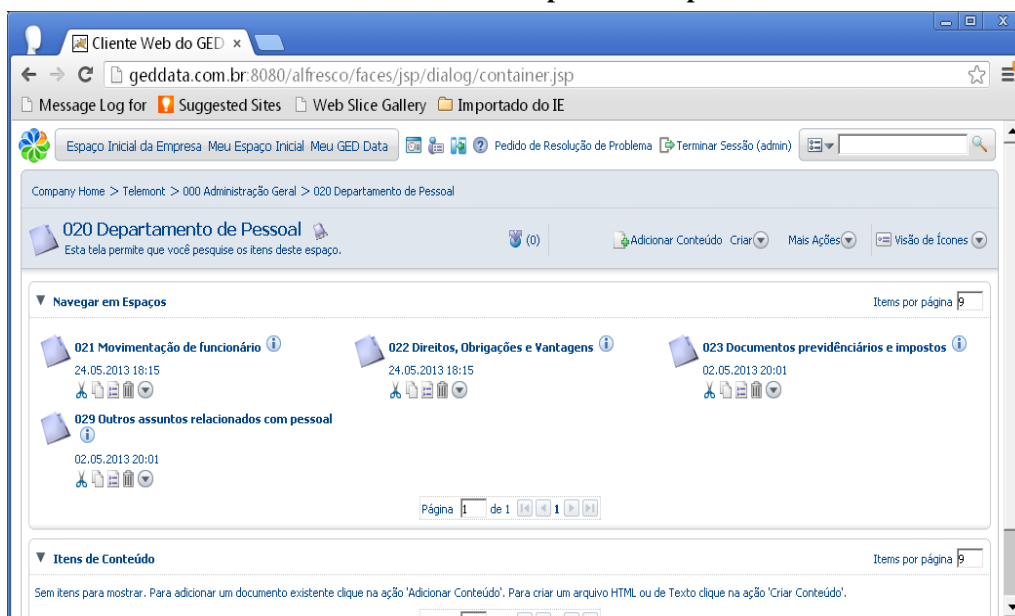 Cliente Web do GED ×
geddata.com.br:8080/alfresco/faces/jsp/dialog/container.jsp
Message Log for Suggested Sites Web Slice Gallery Importado do IE
Espaço Inicial da Empresa Meu Espaço Inicial Meu GED Data Pedido de Resolução de Problema Terminar Sessão (admin)
Company Home > Telemont > 000 Administração Geral > 020 Departamento de Pessoal
020 Departamento de Pessoal
Esta tela permite que você pesquise os itens deste espaço.
(0) Adicionar Conteúdo Criar Mais Ações Visão de Ícones
Navegar em Espaços Items por página 9
021 Movimentação de funcionário 022 Direitos, Obrigações e Vantagens 023 Documentos previdênciários e impostos
24.05.2013 18:15 24.05.2013 18:15 02.05.2013 20:01
029 Outros assuntos relacionados com pessoal
02.05.2013 20:01
Página 1 de 1 1
Itens de Conteúdo Items por página 9
Sem itens para mostrar. Para adicionar um documento existente clique na ação 'Adicionar Conteúdo'. Para criar um arquivo HTML ou de Texto clique na ação 'Criar Conteúdo'.